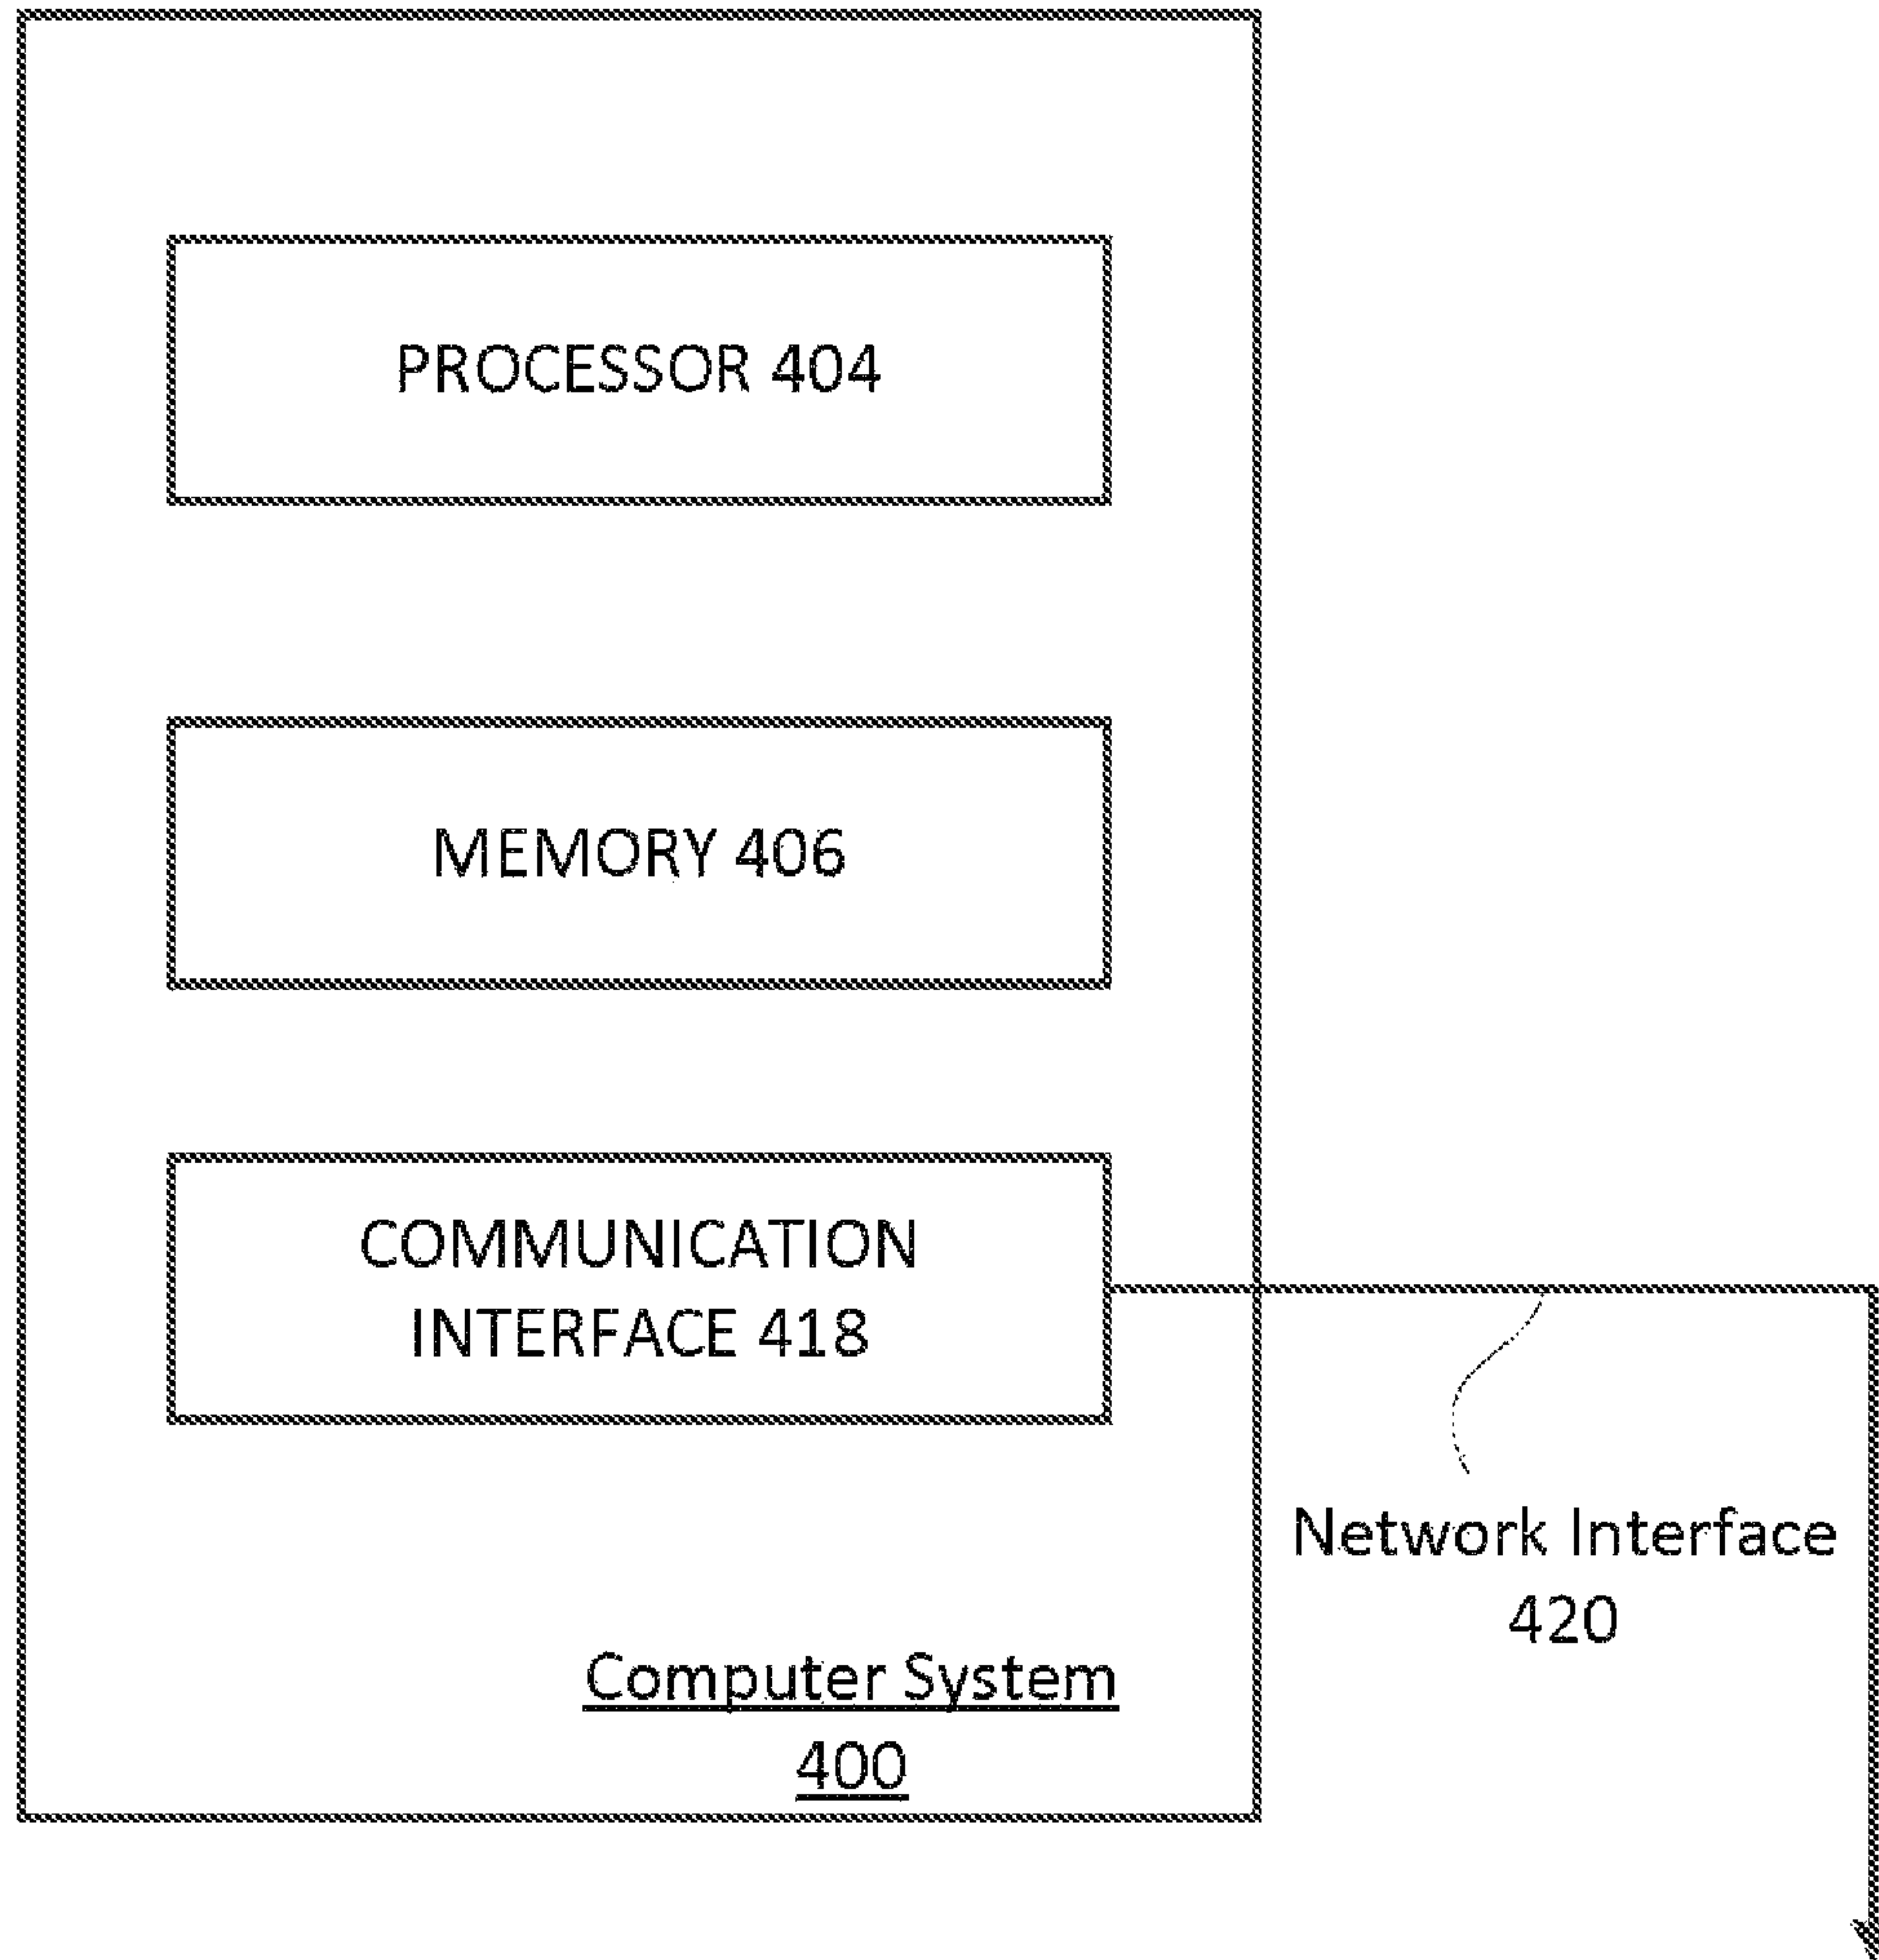 PROCESSOR 404
MEMORY 406
COMMUNICATION
INTERFACE 418
Network Interface
420
Computer System
400